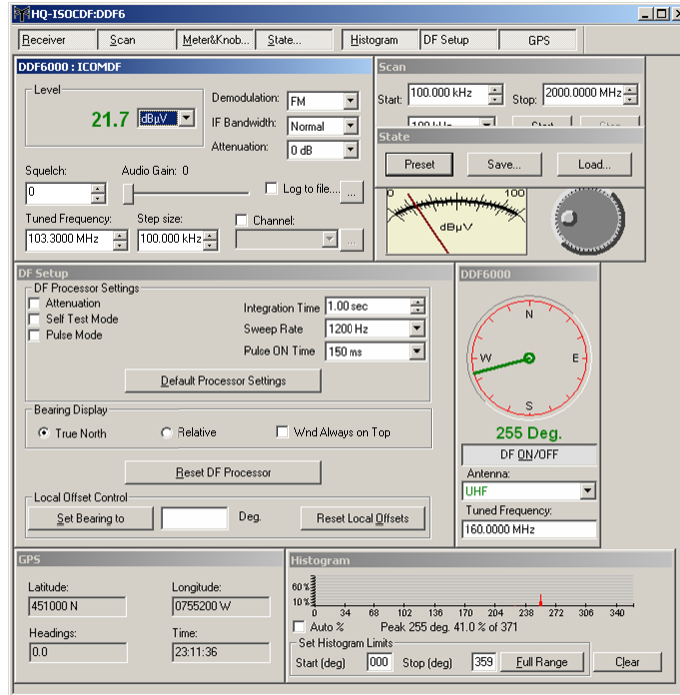 HQ-ISOCDF:DDF6
Receiver Scan Meter&Knob... State... Histogram DF Setup GPS
DDF6000 : ICOMDF
Level
21.7 dBµV
Demodulation: FM
IF Bandwidth: Normal
Attenuation: 0 dB
Squelch: Audio Gain: 0
0 Log to file.... ...
Tuned Frequency: Step size: Channel:
103.3000 MHz 100.000 kHz ...
Scan
Start: 100.000 kHz Stop: 2000.0000 MHz
State
Preset Save... Load...
0 100
dBµV
DF Setup
DF Processor Settings
Attenuation
Self Test Mode
Pulse Mode
Integration Time 1.00 sec
Sweep Rate 1200 Hz
Pulse ON Time 150 ms
Default Processor Settings
Bearing Display
True North Relative Wnd Always on Top
Reset DF Processor
Local Offset Control
Set Bearing to Deg. Reset Local Offsets
DDF6000
N
W E
S
255 Deg.
DF ON/OFF
Antenna:
UHF
Tuned Frequency:
160.0000 MHz
GPS
Latitude: Longitude:
451000 N 0755200 W
Headings: Time:
0.0 23:11:36
Histogram
60 %
10 %
0 34 68 102 136 170 204 238 272 306 340
Auto % Peak 255 deg. 41.0 % of 371
Set Histogram Limits
Start (deg) 000 Stop (deg) 359 Full Range Clear